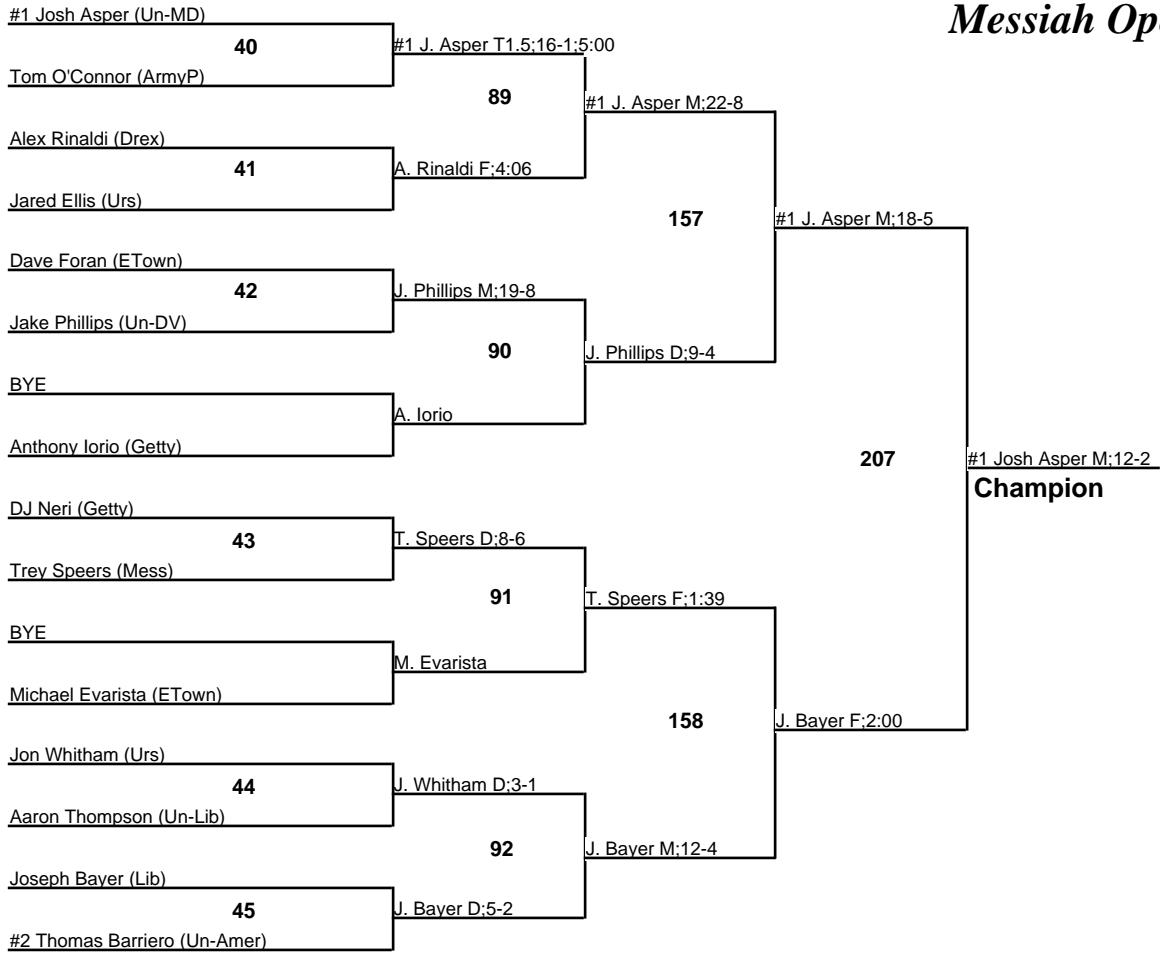 Messiah Op
#1 Josh Asper (Un-MD)
40
Tom O'Connor (ArmyP)
#1 J. Asper T1.5;16-1;5:00
89
Alex Rinaldi (Drex)
41
Jared Ellis (Urs)
A. Rinaldi F;4:06
#1 J. Asper M;22-8
157
Dave Foran (ETown)
42
Jake Phillips (Un-DV)
J. Phillips M;19-8
90
BYE
Anthony Iorio (Getty)
A. Iorio
J. Phillips D;9-4
#1 J. Asper M;18-5
207
DJ Neri (Getty)
43
Trey Speers (Mess)
T. Speers D;8-6
91
BYE
Michael Evarista (ETown)
M. Evarista
T. Speers F;1:39
158
Jon Whitham (Urs)
44
Aaron Thompson (Un-Lib)
J. Whitham D;3-1
92
Joseph Bayer (Lib)
45
#2 Thomas Barriero (Un-Amer)
J. Bayer D;5-2
J. Bayer M;12-4
J. Bayer F;2:00
#1 Josh Asper M;12-2
Champion